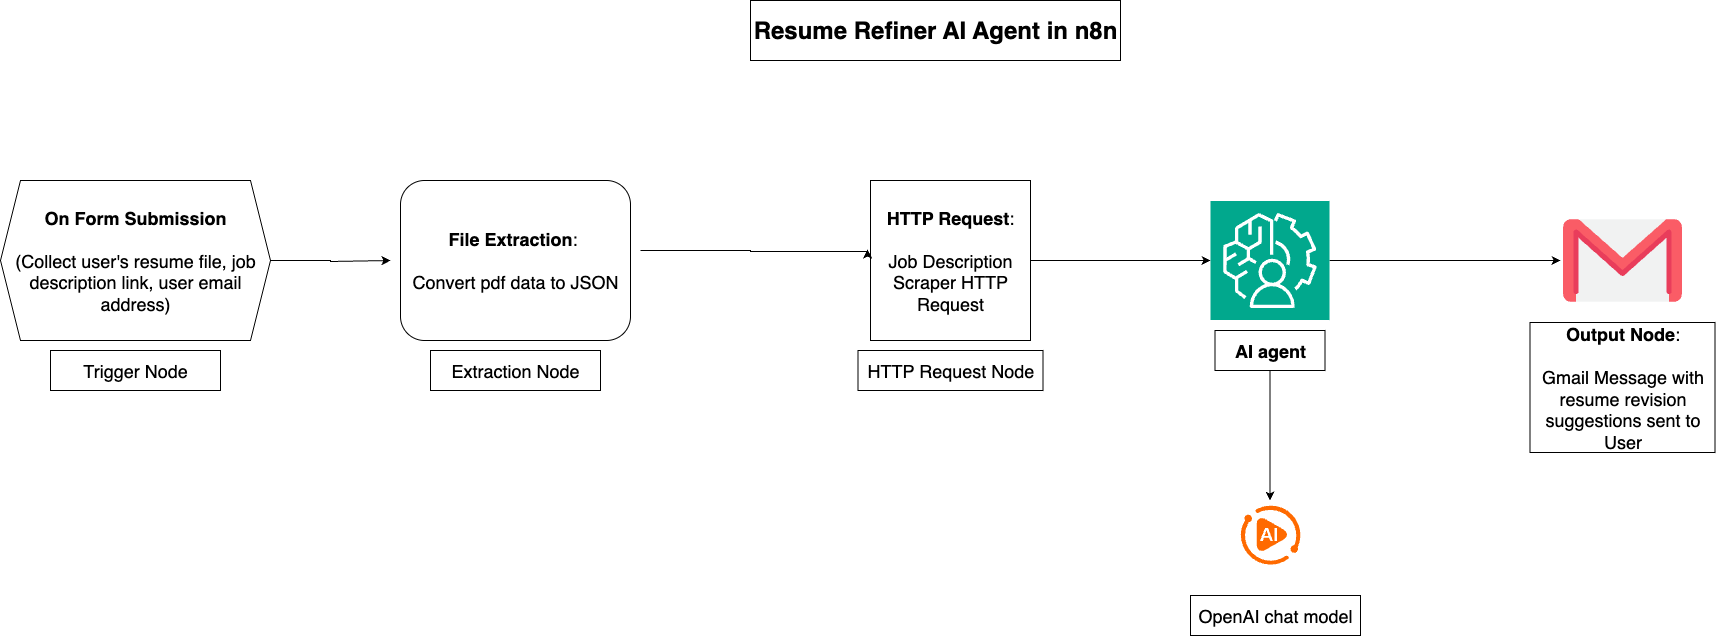 Resume Refiner AI Agent in n8n
On Form Submission
(Collect user's resume file, job
description link, user email
address)
Trigger Node
File Extraction:
Convert pdf data to JSON
Extraction Node
HTTP Request:
Job Description
Scraper HTTP
Request
HTTP Request Node
AI agent
AI
OpenAI chat model
Output Node:
Gmail Message with
resume revision
suggestions sent to
User